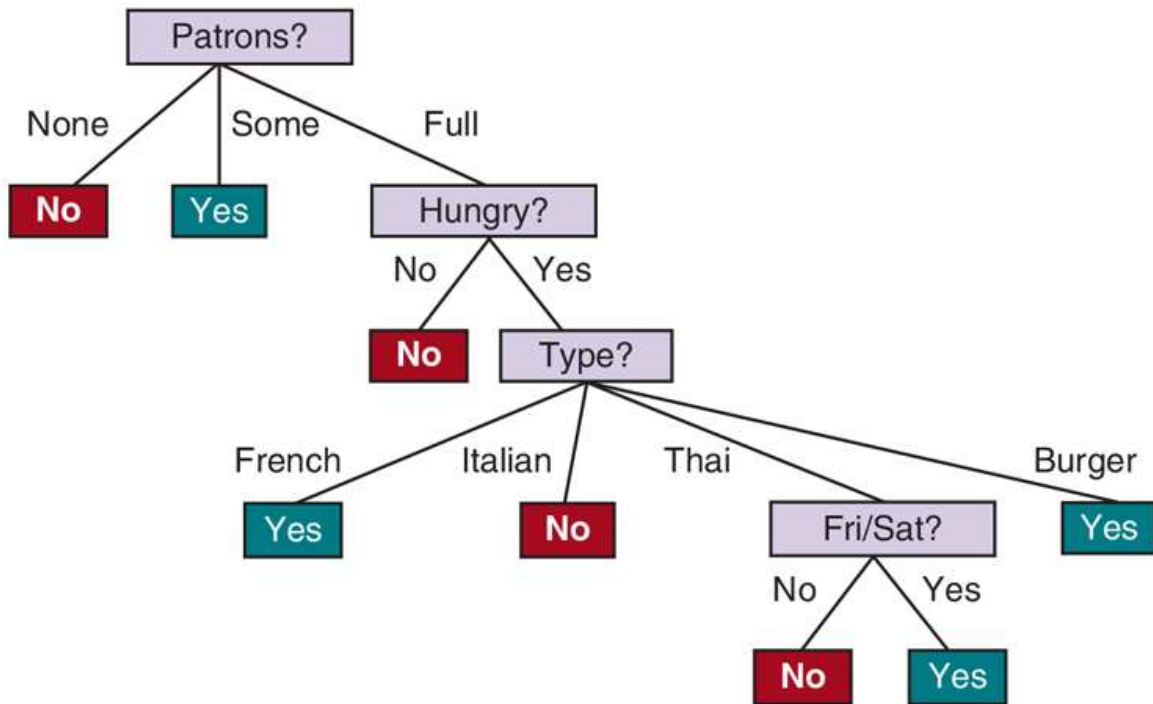 Patrons?
None Some Full
No Yes Hungry?
No Yes
No Type?
French Italian Thai Burger
Yes No Fri/Sat? Yes
No Yes
No Yes